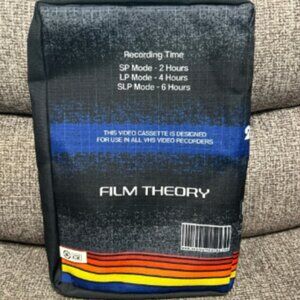 Recording Time
SP Mode - 2 Hours
LP Mode - 4 Hours
SLP Mode - 6 Hours
THIS VIDEO CASSETTE IS DESIGNED
FOR USE IN ALL VHS VIDEO RECORDERS
FILM THEORY